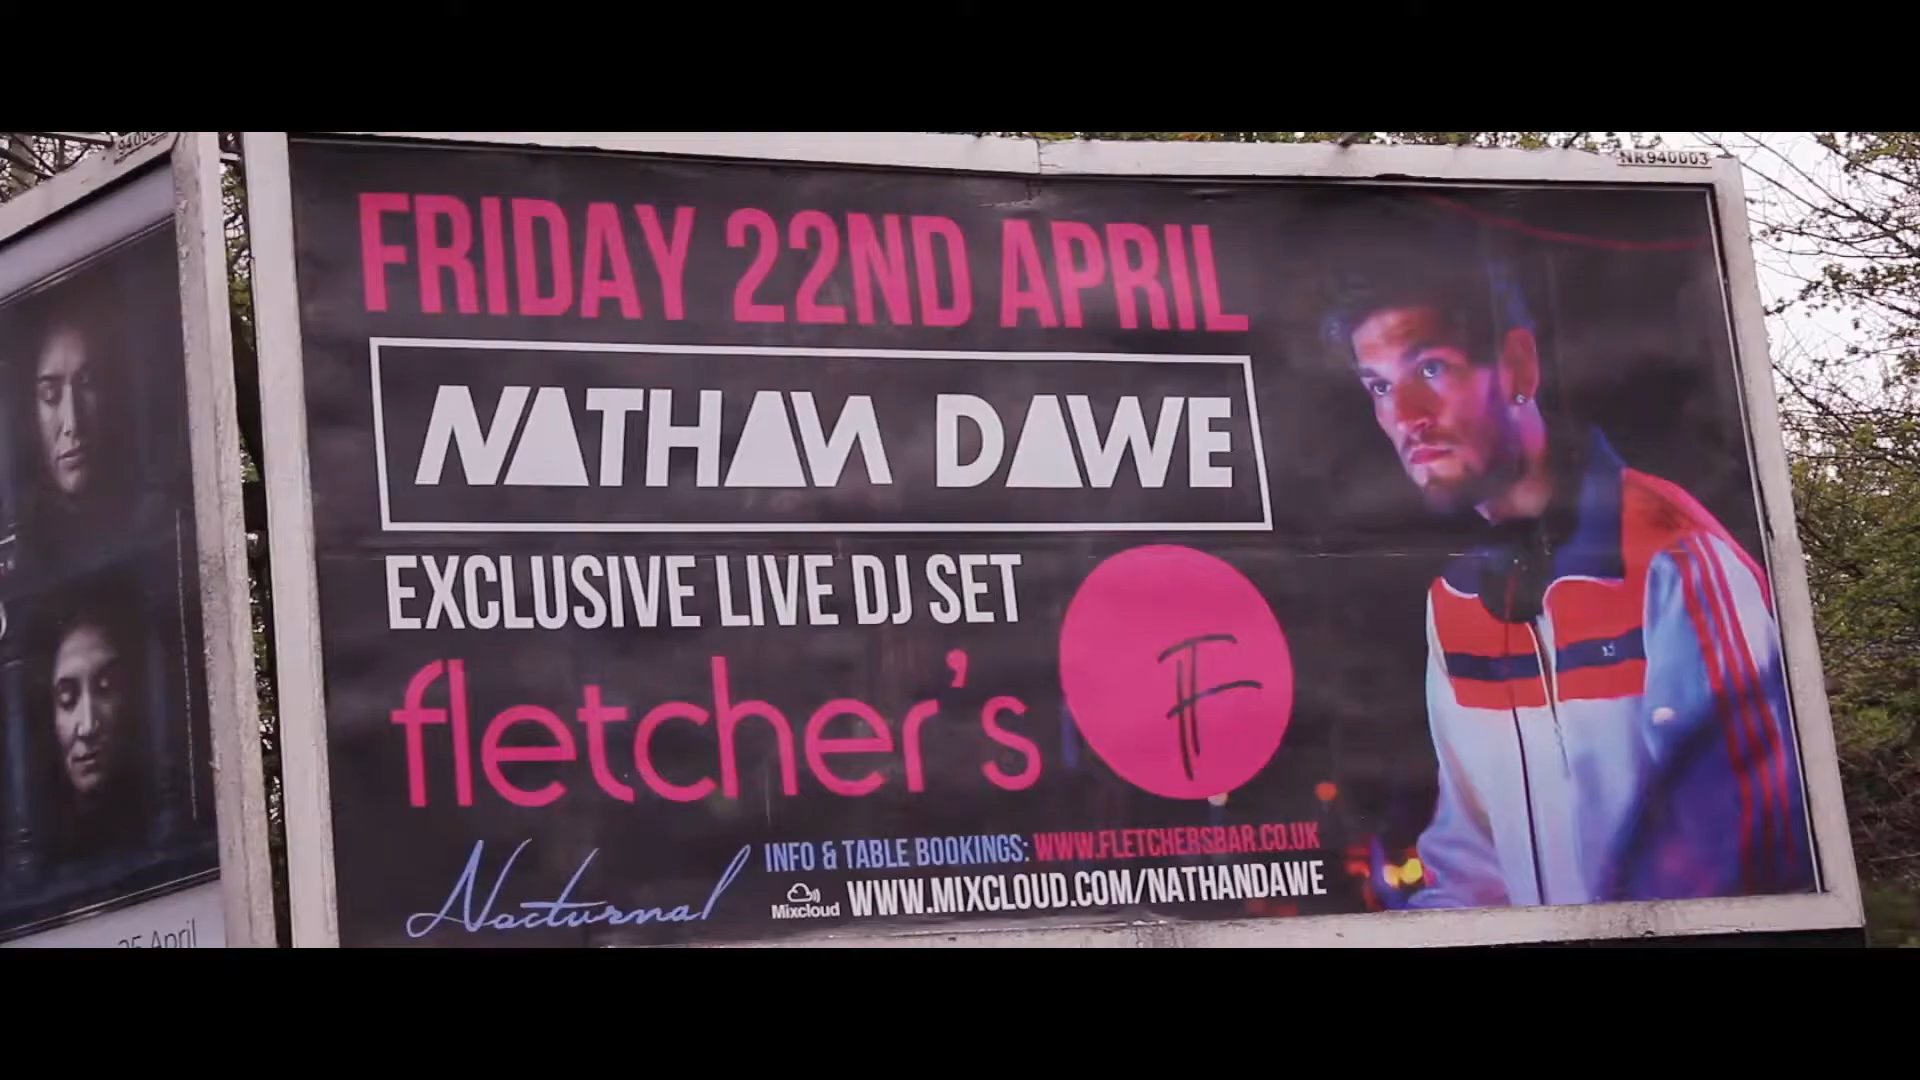 NR940003
FRIDAY 22ND APRIL
NATHAN DAWE
EXCLUSIVE LIVE DJ SET
fletcher's
F
Nocturnal
INFO & TABLE BOOKINGS: WWW.FLETCHERSBAR.CO.UK
Mixcloud WWW.MIXCLOUD.COM/NATHANDAWE
25 April